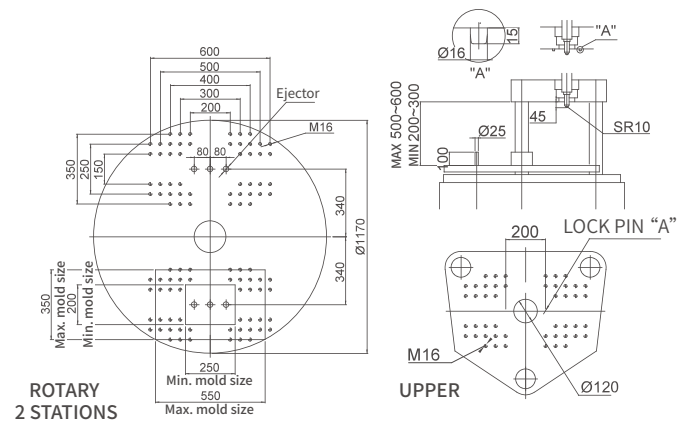 600
500
400
300
200
Ejector
M16
80 80
350
250
150
340
Ø1170
340
350
Max. mold size
200
Min. mold size
250
Min. mold size
550
Max. mold size
ROTARY
2 STATIONS
15
Ø16
"A"
"A"
MAX 500~600
MIN 200~300
45
SR10
Ø25
100
200
LOCK PIN “A”
M16
Ø120
UPPER